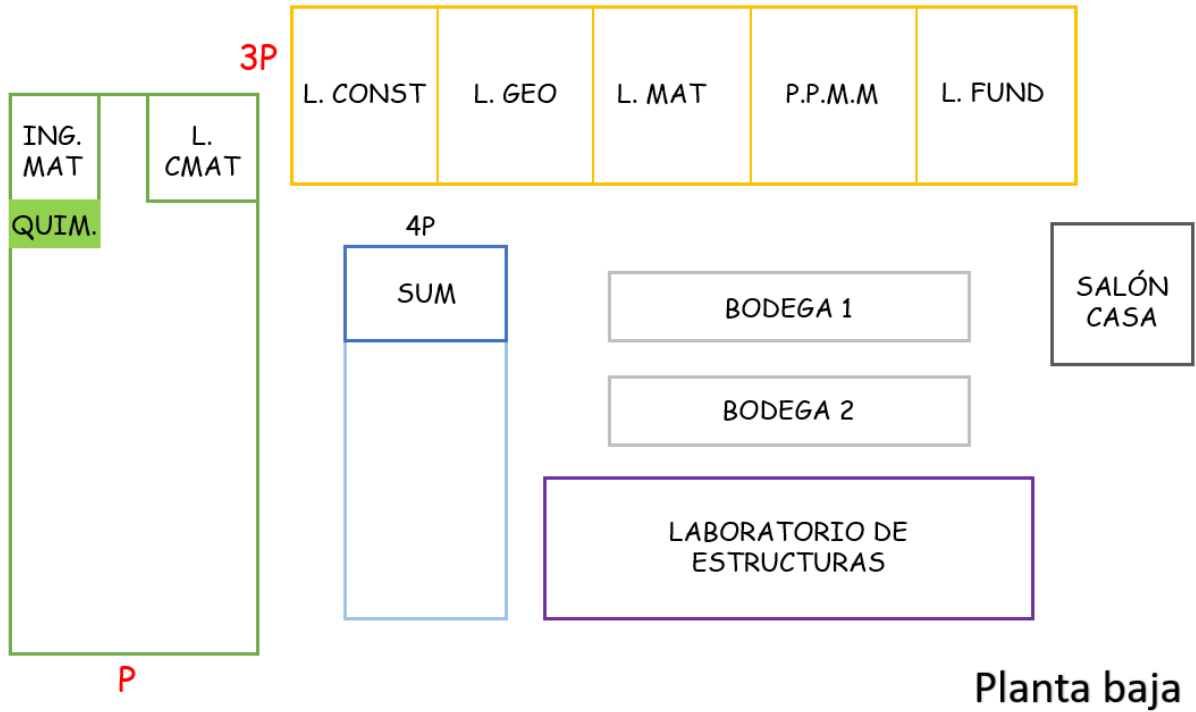 3P
L. CONST
L. GEO
L. MAT
P.P.M.M
L. FUND
ING.
MAT
L.
CMAT
QUIM.
4P
SUM
BODEGA 1
SALÓN
CASA
BODEGA 2
LABORATORIO DE
ESTRUCTURAS
P
Planta baja